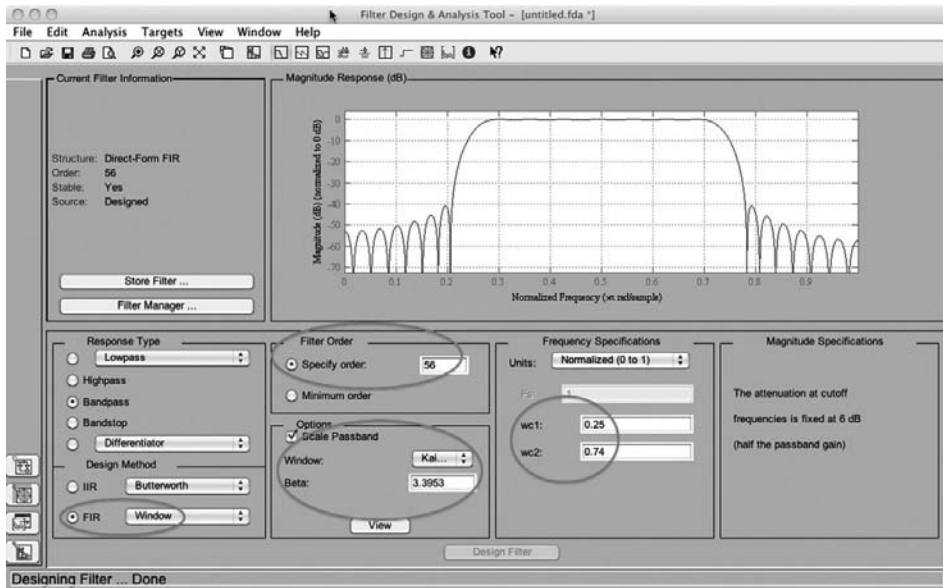 Filter Design & Analysis Tool – [untitled.fda *]
File Edit Analysis Targets View Window Help
Current Filter Information
Structure: Direct-Form FIR
Order: 56
Stable: Yes
Source: Designed
Store Filter ...
Filter Manager ...
Magnitude Response (dB)
Magnitude (dB) (normalized to 0 dB)
0
-10
-20
-30
-40
-50
-60
-70
0 0.1 0.2 0.3 0.4 0.5 0.6 0.7 0.8 0.9
Normalized Frequency (×π rad/sample)
Response Type
Lowpass
Highpass
Bandpass
Bandstop
Differentiator
Design Method
IIR Butterworth
FIR Window
Filter Order
Specify order: 56
Minimum order
Options
Scale Passband
Window: Kai...
Beta: 3.3953
View
Frequency Specifications
Units: Normalized (0 to 1)
Fs: 1
wc1: 0.25
wc2: 0.74
Magnitude Specifications
The attenuation at cutoff
frequencies is fixed at 6 dB
(half the passband gain)
Design Filter
Designing Filter ... Done